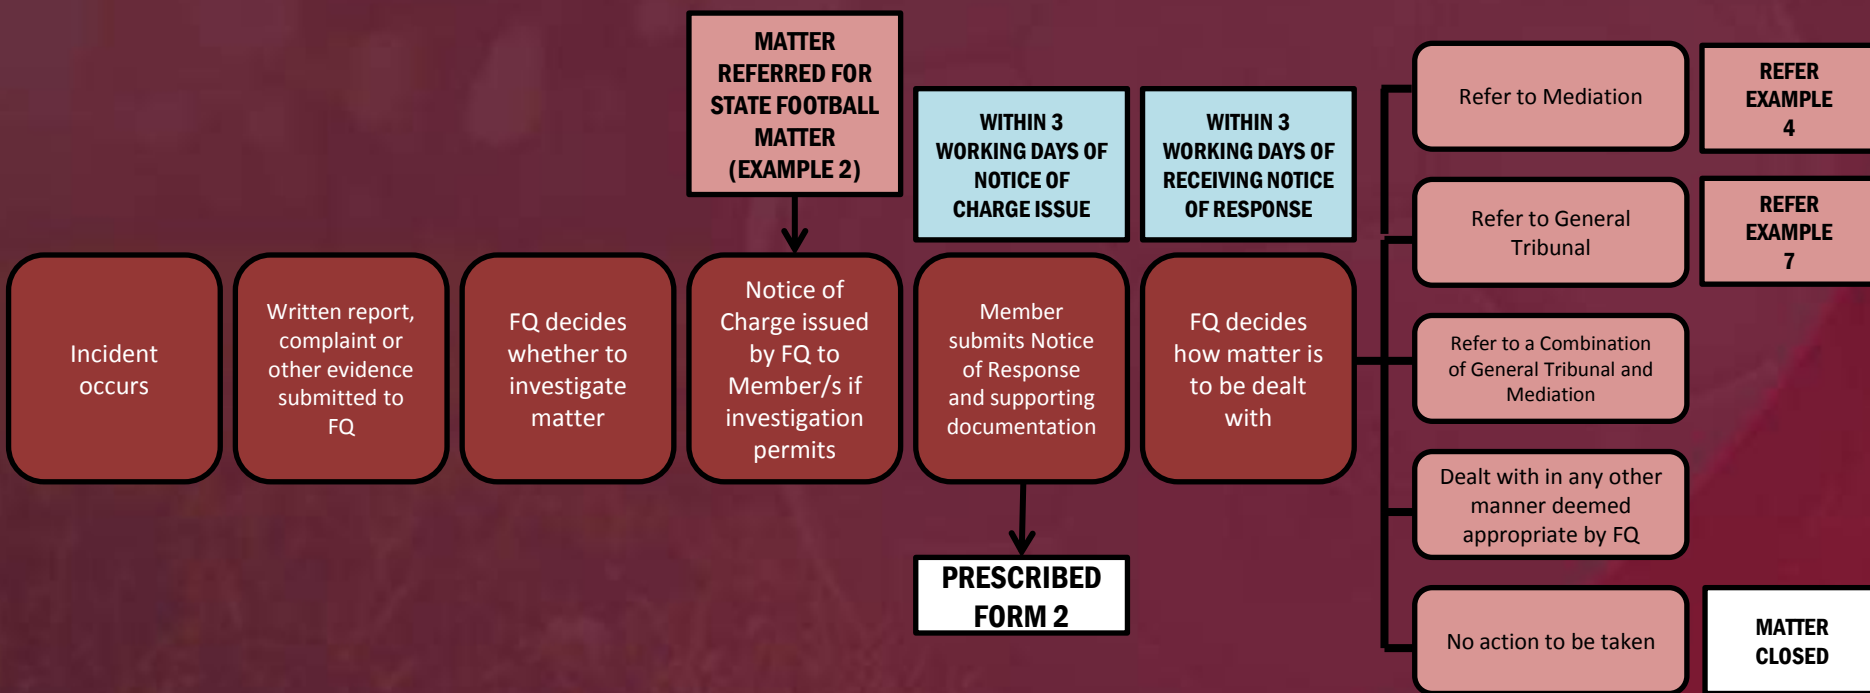 MATTER
REFERRED FOR
STATE FOOTBALL
MATTER
(EXAMPLE 2)
WITHIN 3
WORKING DAYS OF
NOTICE OF
CHARGE ISSUE
WITHIN 3
WORKING DAYS OF
RECEIVING NOTICE
OF RESPONSE
Incident
occurs
Written report,
complaint or
other evidence
submitted to
FQ
FQ decides
whether to
investigate
matter
Notice of
Charge issued
by FQ to
Member/s if
investigation
permits
Member
submits Notice
of Response
and supporting
documentation
FQ decides
how matter is
to be dealt
with
PRESCRIBED
FORM 2
Refer to Mediation
REFER
EXAMPLE
4
Refer to General
Tribunal
REFER
EXAMPLE
7
Refer to a Combination
of General Tribunal and
Mediation
Dealt with in any other
manner deemed
appropriate by FQ
No action to be taken
MATTER
CLOSED